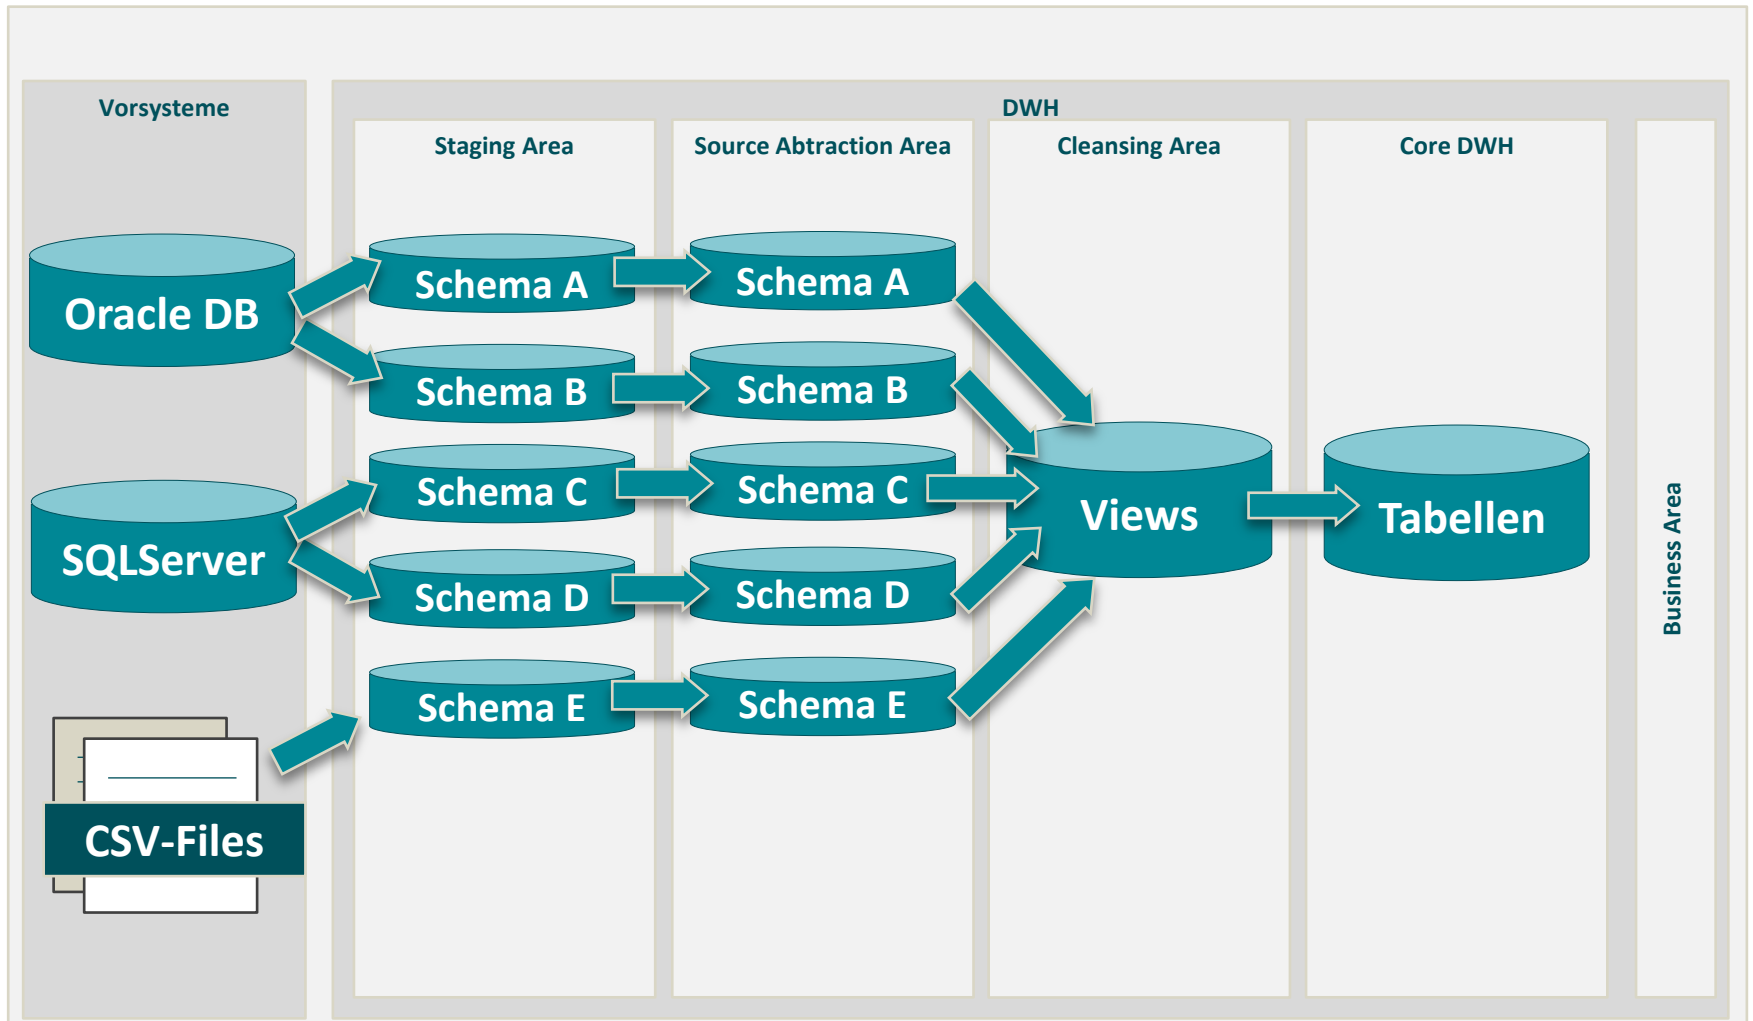 Vorsysteme
DWH
Staging Area
Source Abtraction Area
Cleansing Area
Core DWH
Oracle DB
SQLServer
CSV-Files
Schema A
Schema B
Schema C
Schema D
Schema E
Schema A
Schema B
Schema C
Schema D
Schema E
Views
Tabellen
Business Area